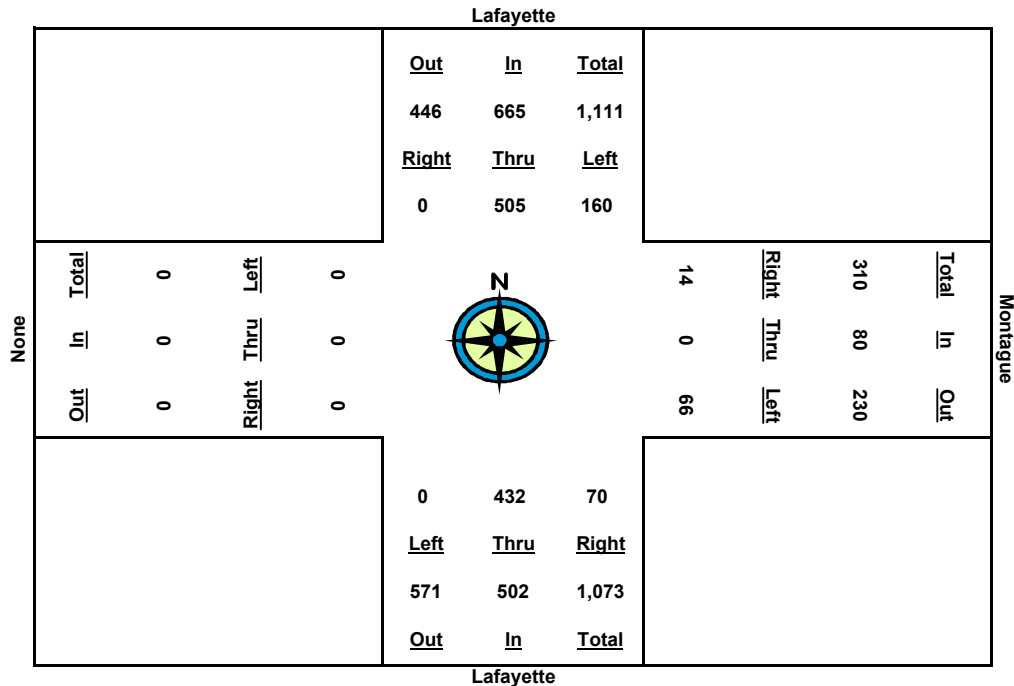 Lafayette
Out In Total
446 665 1,111
Right Thru Left
0 505 160
None
Total 0 Left 0
In 0 Thru 0
Out 0 Right 0
N
14 Right 310 Total
0 Thru 80 In
66 Left 230 Out
Montague
0 432 70
Left Thru Right
571 502 1,073
Out In Total
Lafayette